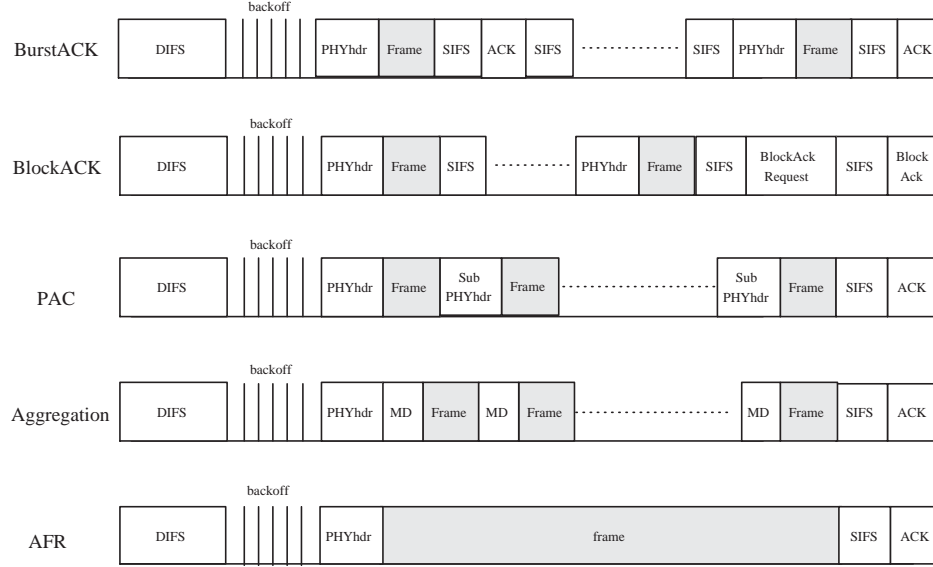 backoff
BurstACK DIFS PHYhdr Frame SIFS ACK SIFS SIFS PHYhdr Frame SIFS ACK
backoff
BlockACK DIFS PHYhdr Frame SIFS PHYhdr Frame SIFS BlockAck Request SIFS Block Ack
backoff
PAC DIFS PHYhdr Frame Sub PHYhdr Frame Sub PHYhdr Frame SIFS ACK
backoff
Aggregation DIFS PHYhdr MD Frame MD Frame MD Frame SIFS ACK
backoff
AFR DIFS PHYhdr frame SIFS ACK